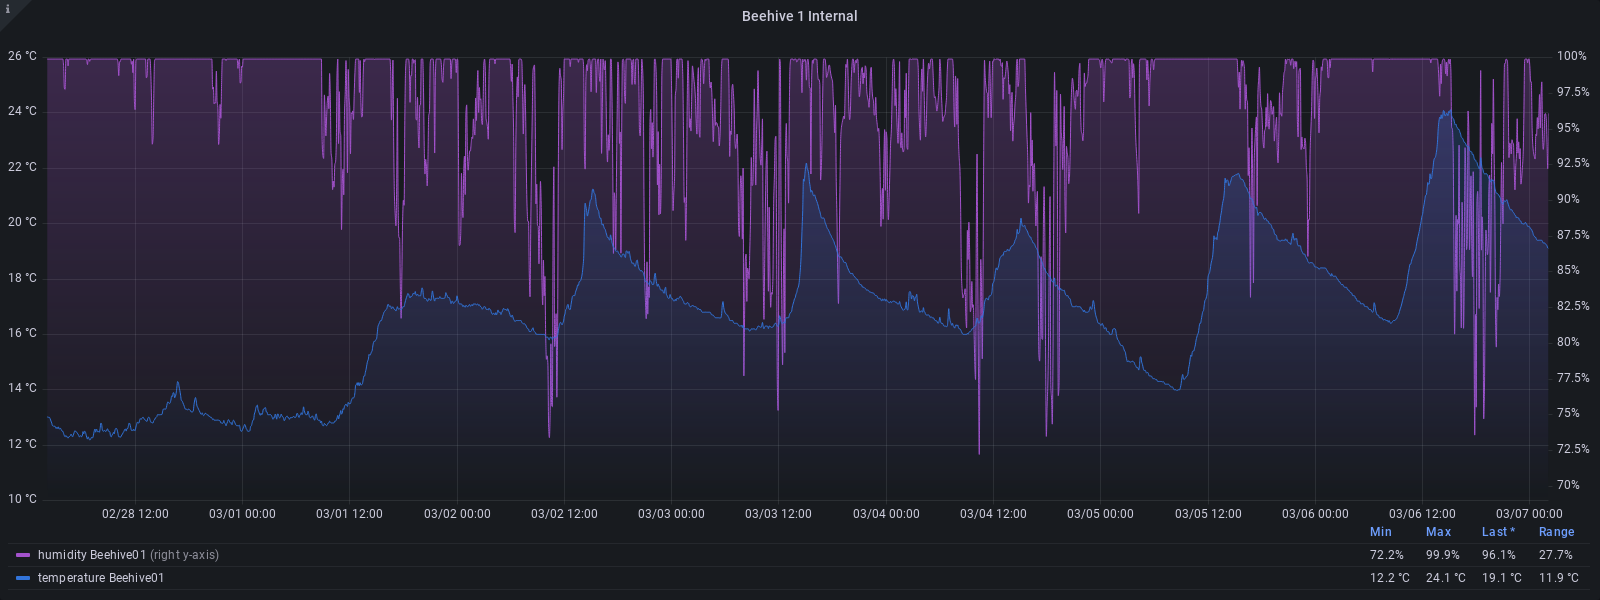 i
Beehive 1 Internal
26 °C 100%
97.5%
24 °C
95%
22 °C 92.5%
90%
20 °C
87.5%
18 °C 85%
82.5%
16 °C
80%
14 °C 77.5%
75%
12 °C
72.5%
10 °C 70%
02/28 12:00 03/01 00:00 03/01 12:00 03/02 00:00 03/02 12:00 03/03 00:00 03/03 12:00 03/04 00:00 03/04 12:00 03/05 00:00 03/05 12:00 03/06 00:00 03/06 12:00 03/07 00:00
Min Max Last * Range
humidity Beehive01 (right y-axis) 72.2% 99.9% 96.1% 27.7%
temperature Beehive01 12.2 °C 24.1 °C 19.1 °C 11.9 °C